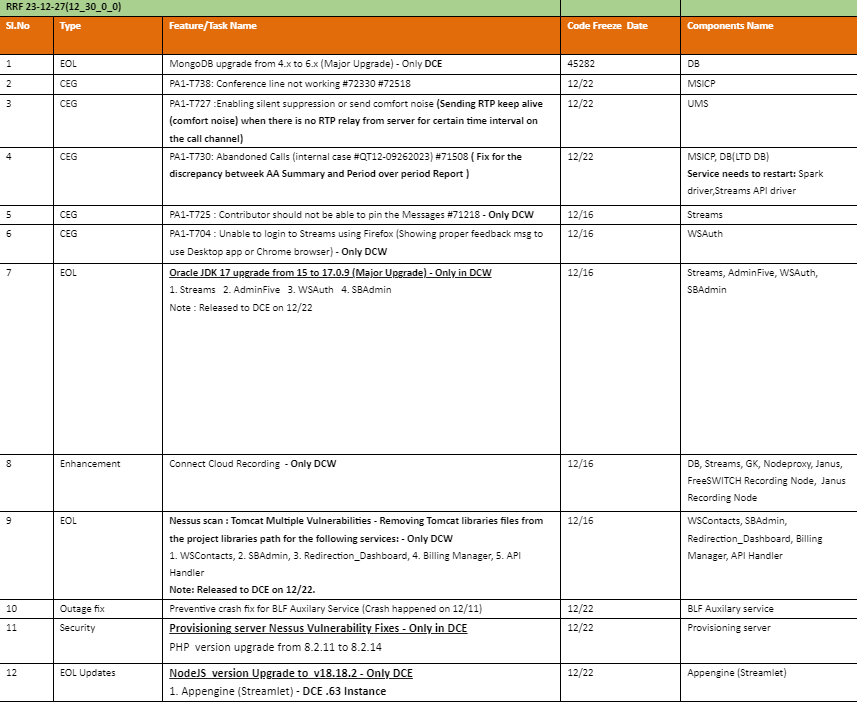 RRF 23-12-27(12_30_0_0)
Sl.No Type Feature/Task Name Code Freeze Date Components Name
1 EOL MongoDB upgrade from 4.x to 6.x (Major Upgrade) - Only DCE 45282 DB
2 CEG PA1-T738: Conference line not working #72330 #72518 12/22 MSICP
3 CEG PA1-T727 :Enabling silent suppression or send comfort noise (Sending RTP keep alive 12/22 UMS
(comfort noise) when there is no RTP relay from server for certain time interval on
the call channel)
4 CEG PA1-T730: Abandoned Calls (internal case #QT12-09262023) #71508 ( Fix for the 12/22 MSICP, DB(LTD DB)
discrepancy betweek AA Summary and Period over period Report ) Service needs to restart: Spark
driver,Streams API driver
5 CEG PA1-T725 : Contributor should not be able to pin the Messages #71218 - Only DCW 12/16 Streams
6 CEG PA1-T704 : Unable to login to Streams using Firefox (Showing proper feedback msg to 12/16 WSAuth
use Desktop app or Chrome browser) - Only DCW
7 EOL Oracle JDK 17 upgrade from 15 to 17.0.9 (Major Upgrade) - Only in DCW 12/16 Streams, AdminFive, WSAuth,
1. Streams 2. AdminFive 3. WSAuth 4. SBAdmin SBAdmin
Note : Released to DCE on 12/22
8 Enhancement Connect Cloud Recording - Only DCW 12/16 DB, Streams, GK, Nodeproxy, Janus,
FreeSWITCH Recording Node, Janus
Recording Node
9 EOL Nessus scan : Tomcat Multiple Vulnerabilities - Removing Tomcat libraries files from 12/16 WSContacts, SBAdmin,
the project libraries path for the following services: - Only DCW Redirection_Dashboard, Billing
1. WSContacts, 2. SBAdmin, 3. Redirection_Dashboard, 4. Billing Manager, 5. API Manager, API Handler
Handler
Note: Released to DCE on 12/22.
10 Outage fix Preventive crash fix for BLF Auxilary Service (Crash happened on 12/11) 12/22 BLF Auxilary service
11 Security Provisioning server Nessus Vulnerability Fixes - Only in DCE 12/22 Provisioning server
PHP version upgrade from 8.2.11 to 8.2.14
12 EOL Updates NodeJS version Upgrade to v18.18.2 - Only DCE 12/22 Appengine (Streamlet)
1. Appengine (Streamlet) - DCE .63 Instance